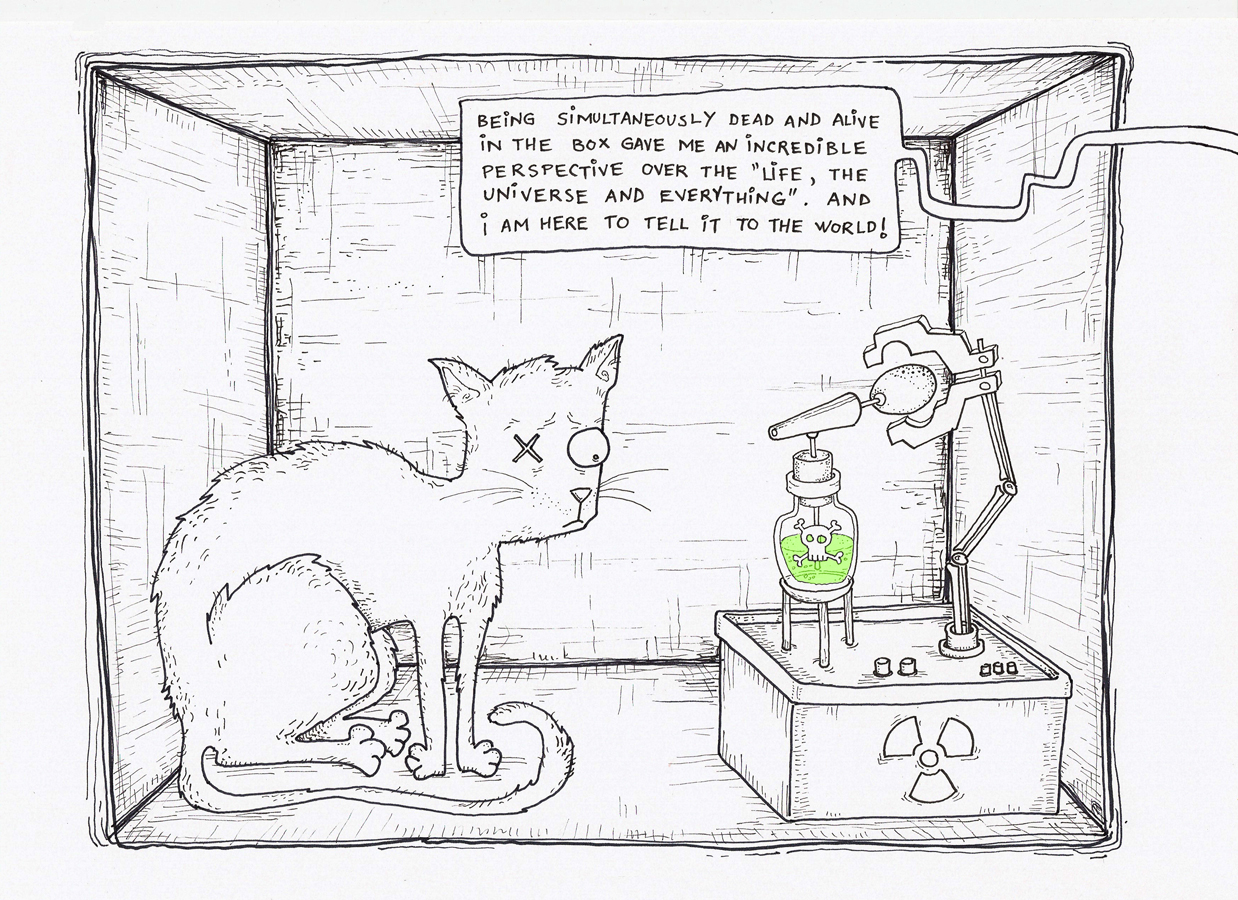 BEING SIMULTANEOUSLY DEAD AND ALIVE
IN THE BOX GAVE ME AN INCREDIBLE
PERSPECTIVE OVER THE "LIFE, THE
UNIVERSE AND EVERYTHING". AND
I AM HERE TO TELL IT TO THE WORLD!